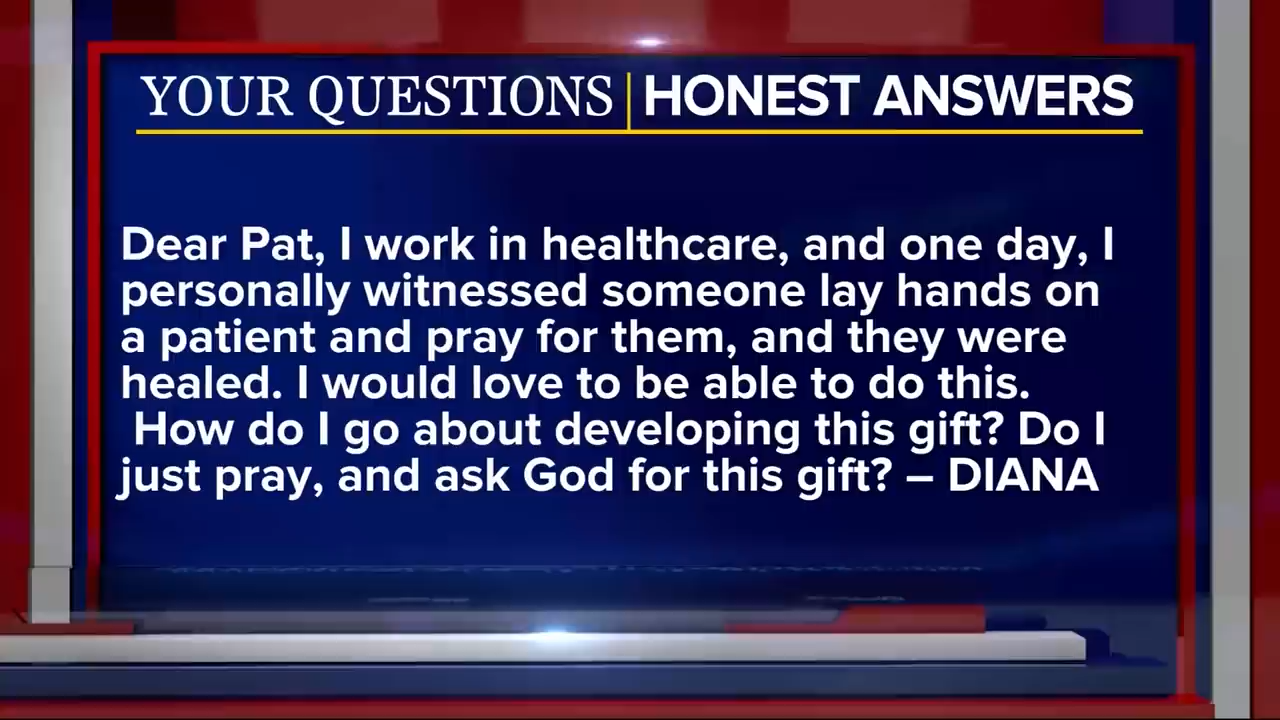 YOUR QUESTIONS | HONEST ANSWERS
Dear Pat, I work in healthcare, and one day, I
personally witnessed someone lay hands on
a patient and pray for them, and they were
healed. I would love to be able to do this.
How do I go about developing this gift? Do I
just pray, and ask God for this gift? – DIANA